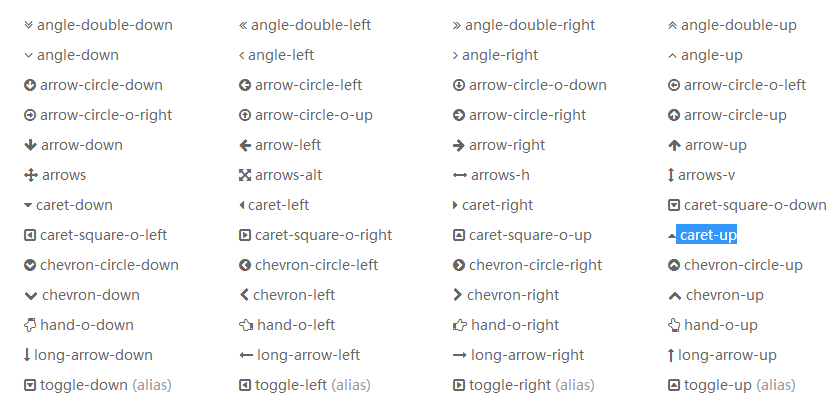 angle-double-down angle-double-left angle-double-right angle-double-up
angle-down angle-left angle-right angle-up
arrow-circle-down arrow-circle-left arrow-circle-o-down arrow-circle-o-left
arrow-circle-o-right arrow-circle-o-up arrow-circle-right arrow-circle-up
arrow-down arrow-left arrow-right arrow-up
arrows arrows-alt arrows-h arrows-v
caret-down caret-left caret-right caret-square-o-down
caret-square-o-left caret-square-o-right caret-square-o-up caret-up
chevron-circle-down chevron-circle-left chevron-circle-right chevron-circle-up
chevron-down chevron-left chevron-right chevron-up
hand-o-down hand-o-left hand-o-right hand-o-up
long-arrow-down long-arrow-left long-arrow-right long-arrow-up
toggle-down (alias) toggle-left (alias) toggle-right (alias) toggle-up (alias)